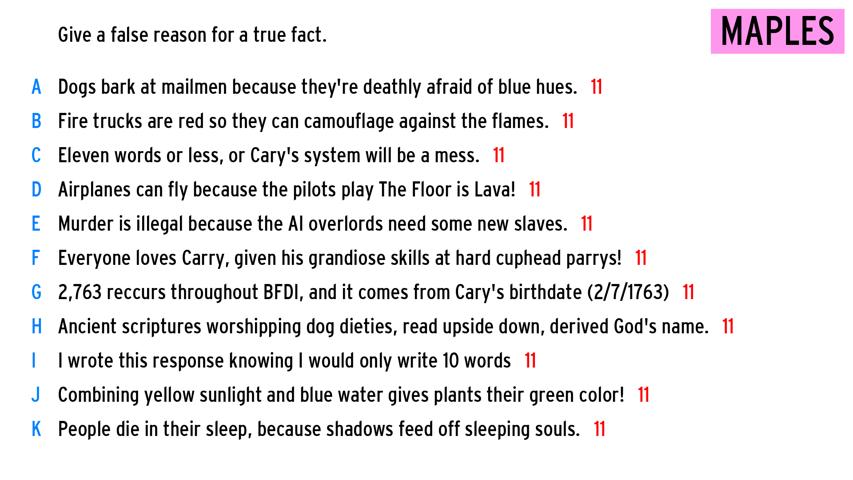 Give a false reason for a true fact.
MAPLES
A Dogs bark at mailmen because they're deathly afraid of blue hues. 11
B Fire trucks are red so they can camouflage against the flames. 11
C Eleven words or less, or Cary's system will be a mess. 11
D Airplanes can fly because the pilots play The Floor is Lava! 11
E Murder is illegal because the AI overlords need some new slaves. 11
F Everyone loves Carry, given his grandiose skills at hard cuphead parrys! 11
G 2,763 reccurs throughout BFDI, and it comes from Cary's birthdate (2/7/1763) 11
H Ancient scriptures worshipping dog dieties, read upside down, derived God's name. 11
I I wrote this response knowing I would only write 10 words 11
J Combining yellow sunlight and blue water gives plants their green color! 11
K People die in their sleep, because shadows feed off sleeping souls. 11